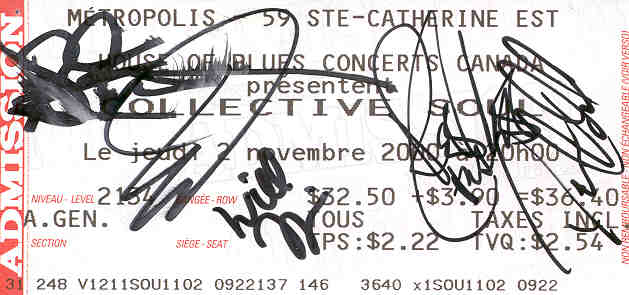 MÉTROPOLIS - 59 STE-CATHERINE EST
HOUSE OF BLUES CONCERTS CANADA
présentent
COLLECTIVE SOUL
Le jeudi 2 novembre 2000 à 20h00
NIVEAU - LEVEL 2134 RANGÉE - ROW $32.50 +$3.90 =$36.40
A.GEN. TOUS TAXES INCL
SECTION SIÈGE - SEAT TPS:$2.22 TVQ:$2.54
31 248 V1211SOU1102 0922137 146 3640 x1SOU1102 0922
ADMISSION
NON REMBOURSABLE - NON ÉCHANGEABLE (VOIR VERSO)
Will